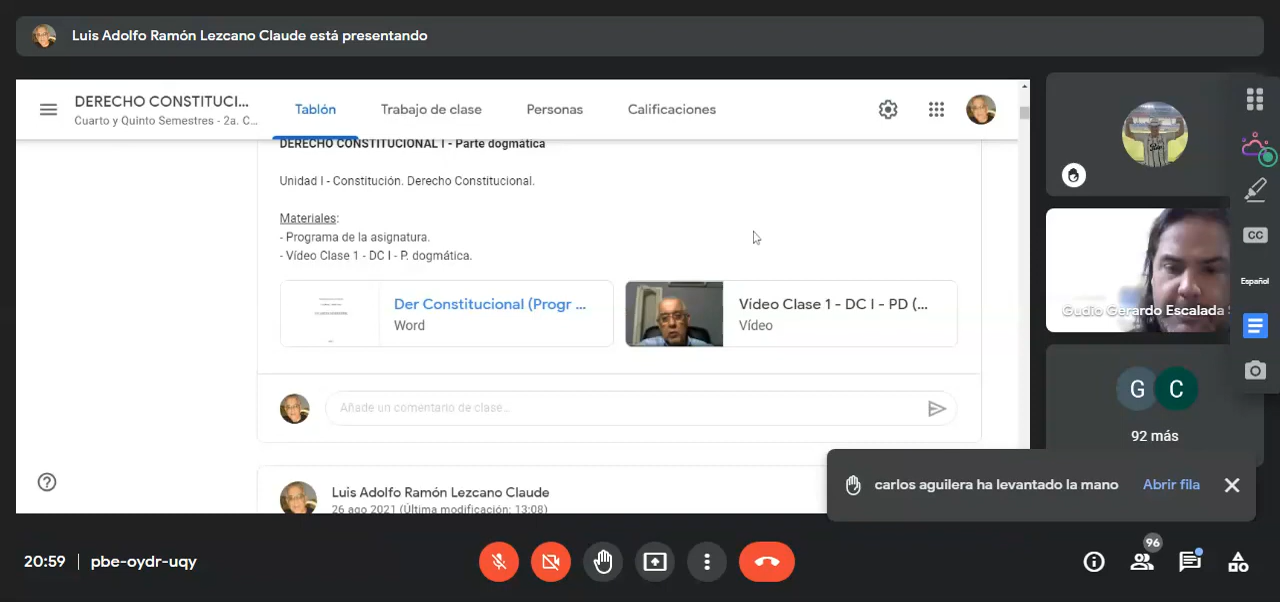 Luis Adolfo Ramón Lezcano Claude está presentando
DERECHO CONSTITUCI...
Cuarto y Quinto Semestres - 2a. C...
Tablón
Trabajo de clase
Personas
Calificaciones
DERECHO CONSTITUCIONAL I - Parte dogmática
Unidad I - Constitución. Derecho Constitucional.
Materiales:
- Programa de la asignatura.
- Vídeo Clase 1 - DC I - P. dogmática.
Der Constitucional (Progr ...
Word
Vídeo Clase 1 - DC I - PD (...
Vídeo
Añade un comentario de clase...
Luis Adolfo Ramón Lezcano Claude
26 ago 2021 (Última modificación: 13:08)
CC
Español
Gudio Gerardo Escalada
G
C
92 más
carlos aguilera ha levantado la mano
Abrir fila
20:59
pbe-oydr-uqy
96